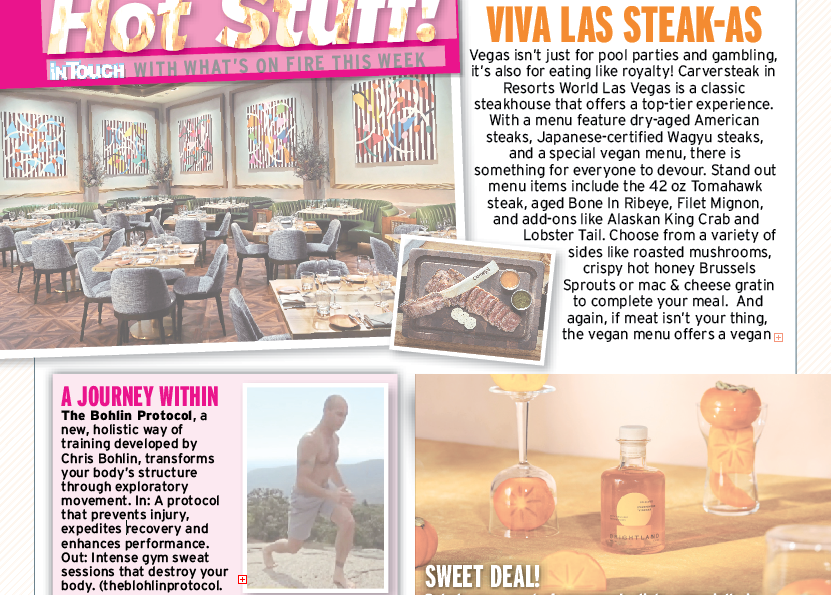 Hot Stuff!
INTOUCH WITH WHAT'S ON FIRE THIS WEEK
VIVA LAS STEAK-AS
Vegas isn't just for pool parties and gambling,
it's also for eating like royalty! Carversteak in
Resorts World Las Vegas is a classic
steakhouse that offers a top-tier experience.
With a menu feature dry-aged American
steaks, Japanese-certified Wagyu steaks,
and a special vegan menu, there is
something for everyone to devour. Stand out
menu items include the 42 oz Tomahawk
steak, aged Bone In Ribeye, Filet Mignon,
and add-ons like Alaskan King Crab and
Lobster Tail. Choose from a variety of
sides like roasted mushrooms,
crispy hot honey Brussels
Sprouts or mac & cheese gratin
to complete your meal. And
again, if meat isn't your thing,
the vegan menu offers a vegan
A JOURNEY WITHIN
The Bohlin Protocol, a
new, holistic way of
training developed by
Chris Bohlin, transforms
your body's structure
through exploratory
movement. In: A protocol
that prevents injury,
expedites recovery and
enhances performance.
Out: Intense gym sweat
sessions that destroy your
body. (theblohlinprotocol.
BRIGHTLAND
SWEET DEAL!